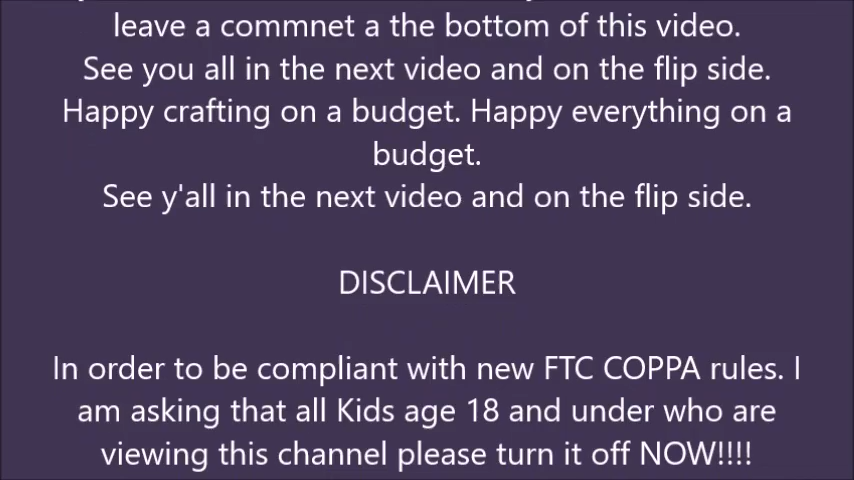 leave a commnet a the bottom of this video.
See you all in the next video and on the flip side.
Happy crafting on a budget. Happy everything on a
budget.
See y'all in the next video and on the flip side.
DISCLAIMER
In order to be compliant with new FTC COPPA rules. I
am asking that all Kids age 18 and under who are
viewing this channel please turn it off NOW!!!!